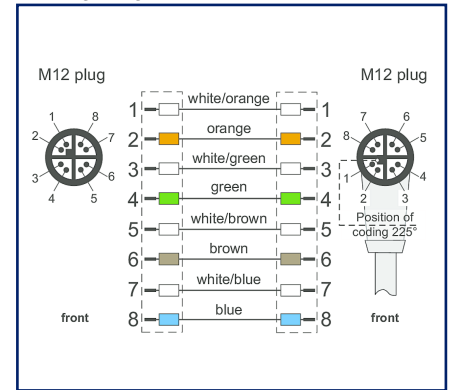 M12 plug
M12 plug
white/orange
1
1
orange
2
2
white/green
3
3
green
4
4
white/brown
5
5
brown
6
6
white/blue
7
7
blue
8
8
1
8
2
7
3
6
4
5
7
6
8
5
1
4
2
3
Position of
coding 225°
front
front